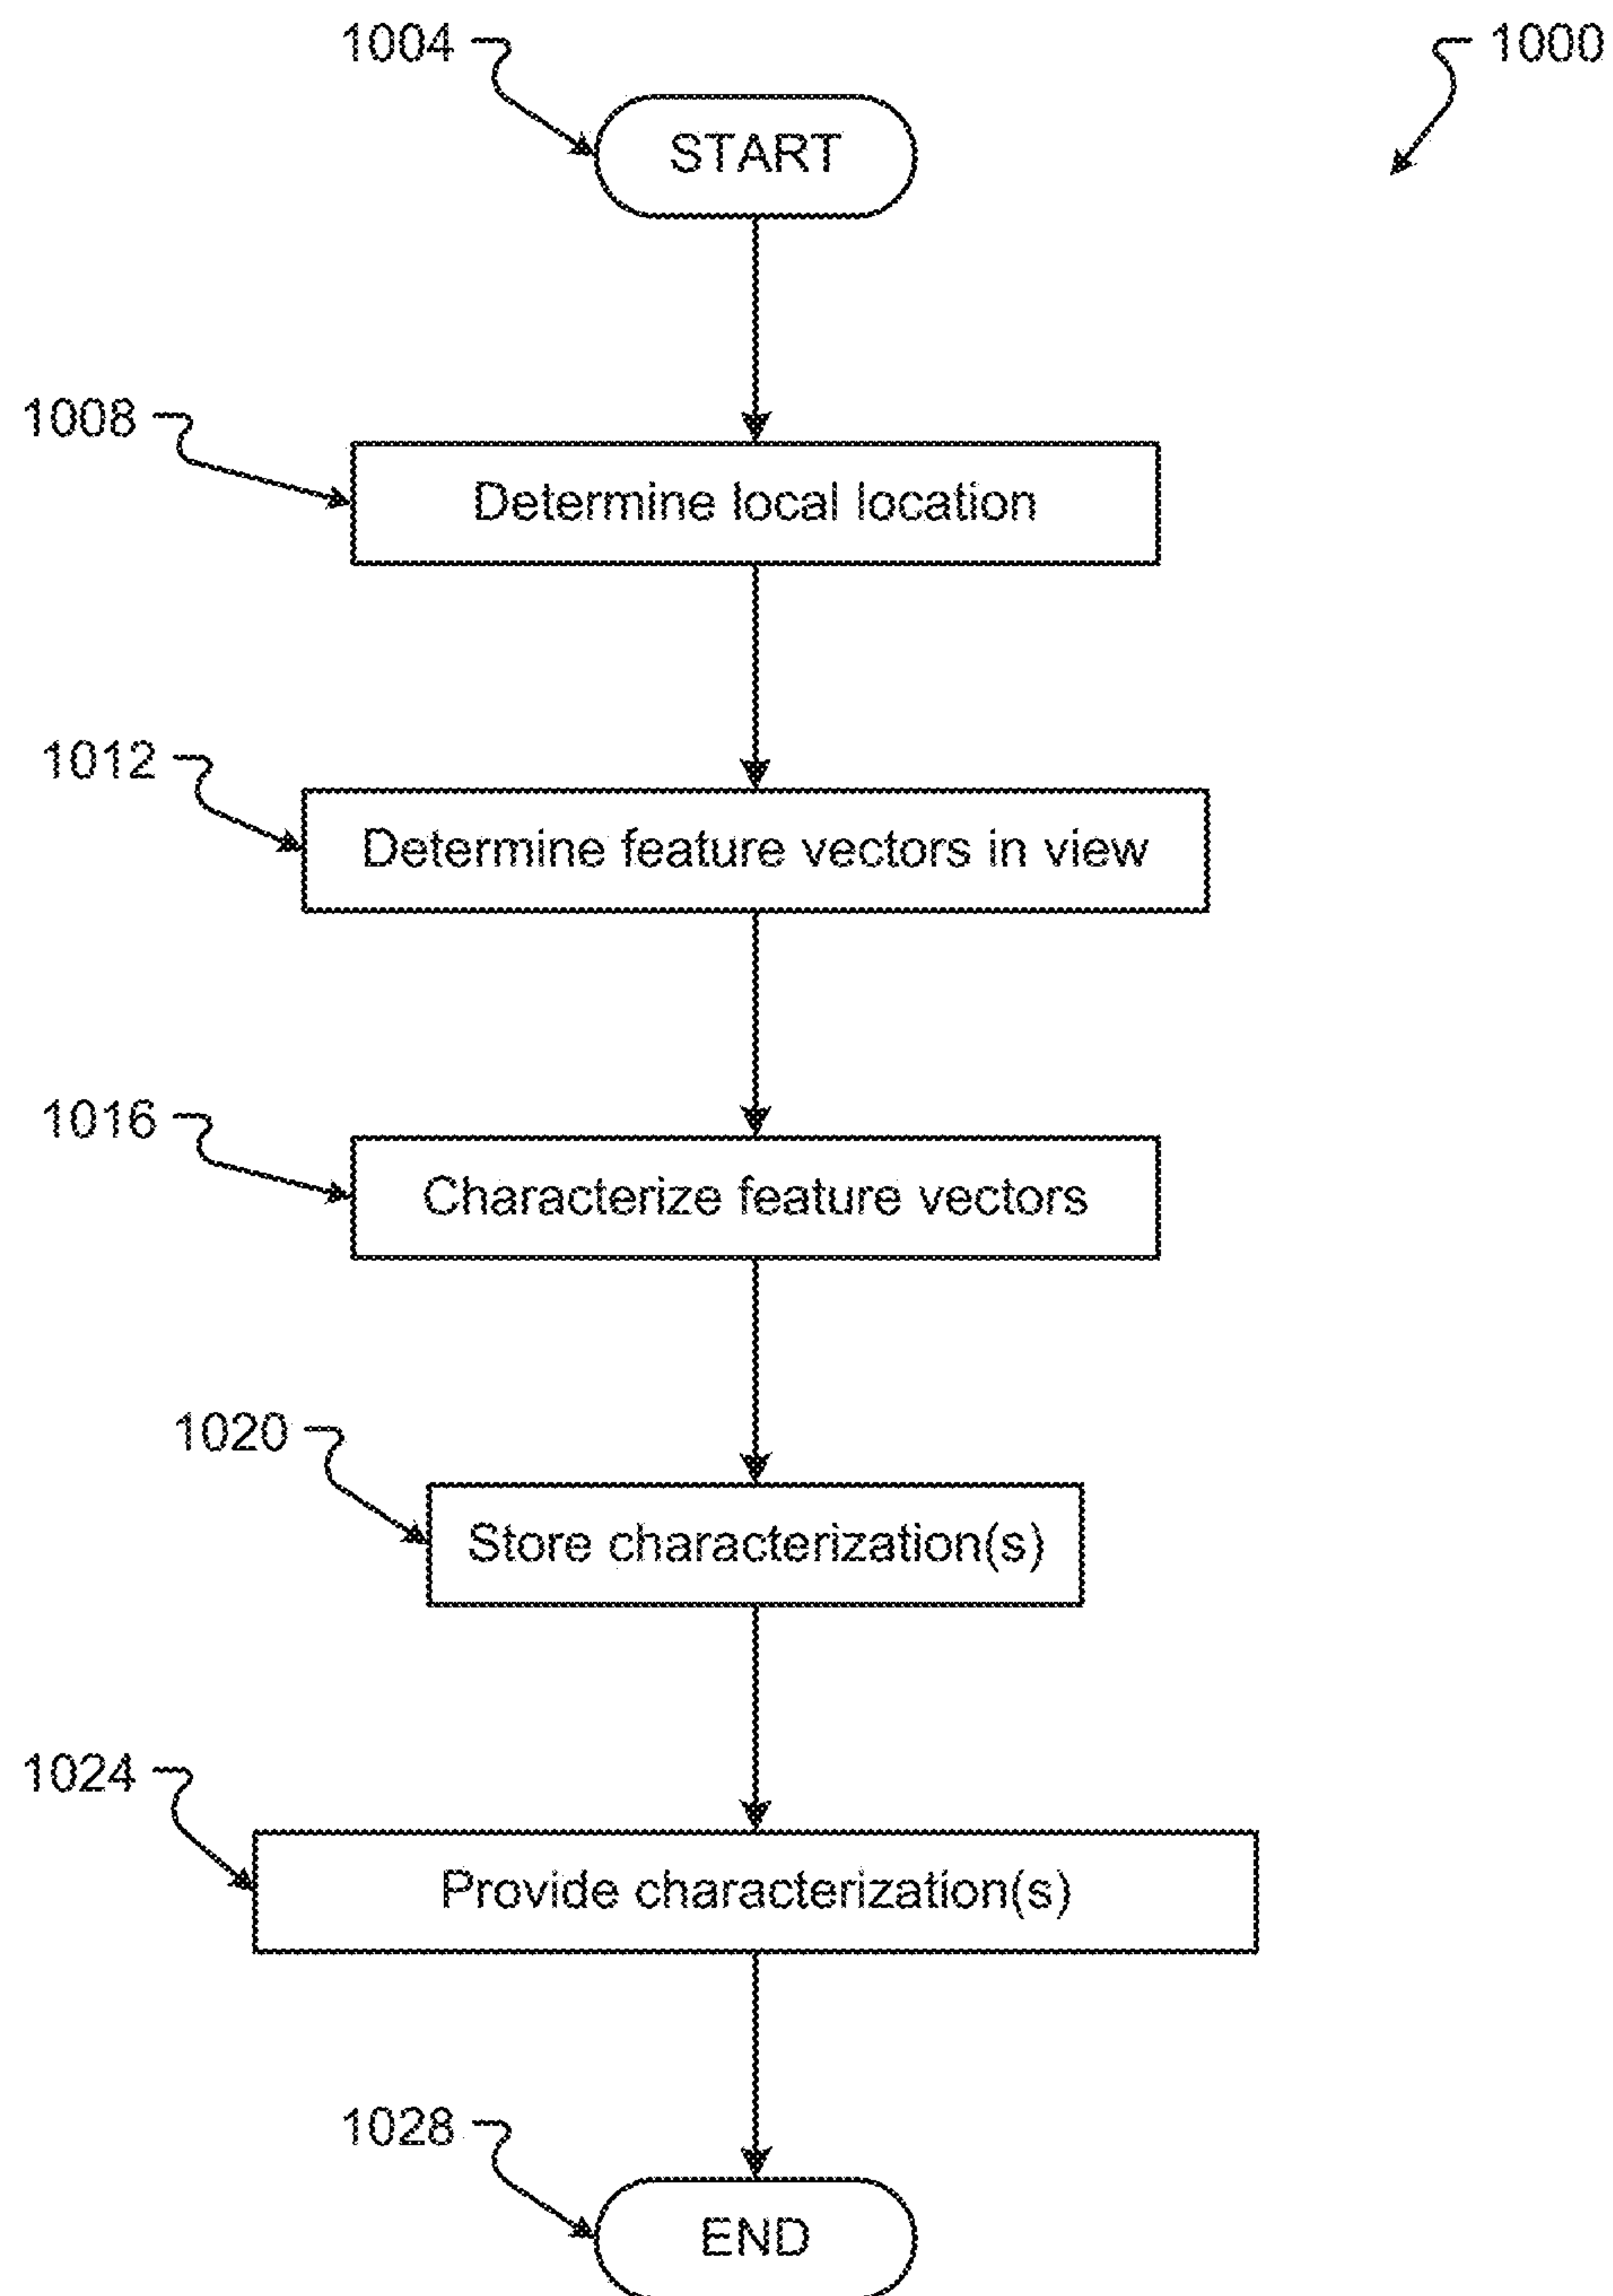 1004
1000
START
1008
Determine local location
1012
Determine feature vectors in view
1016
Characterize feature vectors
1020
Store characterization(s)
1024
Provide characterization(s)
1028
END